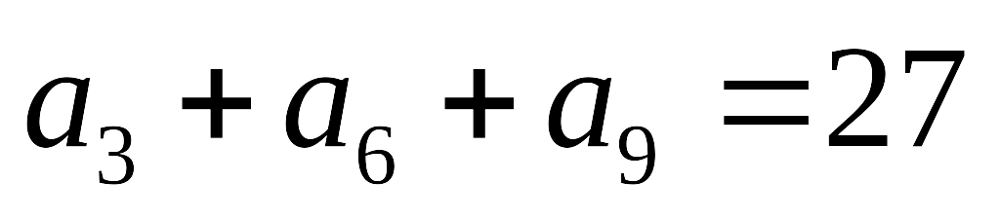 a₃ + a₆ + a₉ =27